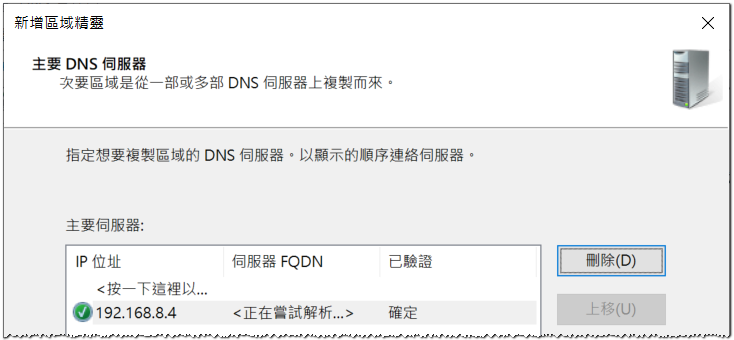 新增區域精靈
主要 DNS 伺服器
次要區域是從一部或多部 DNS 伺服器上複製而來。
指定想要複製區域的 DNS 伺服器。以顯示的順序連絡伺服器。
主要伺服器:
IP 位址 伺服器 FQDN 已驗證 刪除(D)
<按一下這裡以...
192.168.8.4 <正在嘗試解析...> 確定 上移(U)